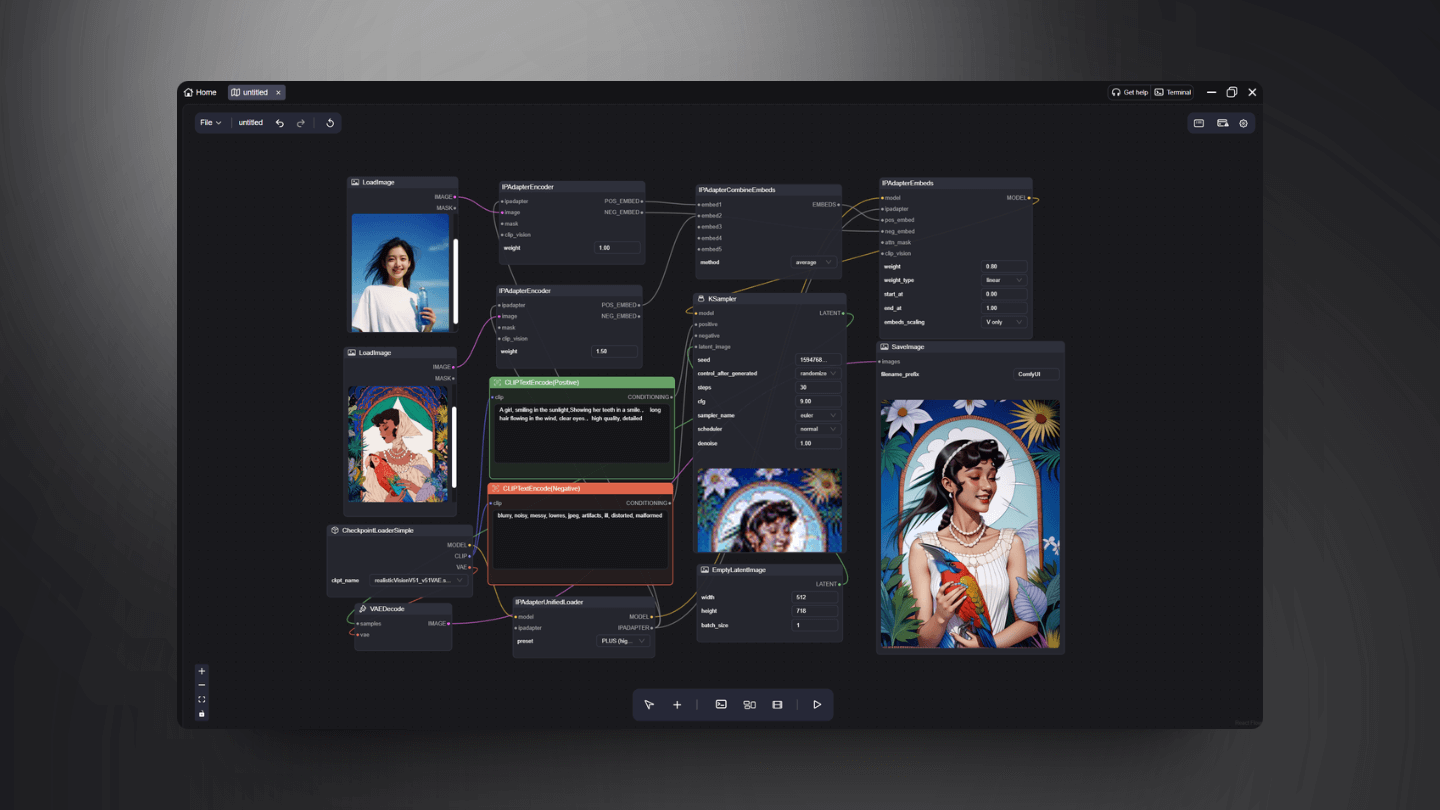 Home
untitled
Get help
Terminal
File
untitled
LoadImage
IMAGE
MASK
LoadImage
IMAGE
MASK
CheckpointLoaderSimple
MODEL
CLIP
VAE
ckpt_name
realisticVisionV51_v51VAE.s...
VAEDecode
samples
IMAGE
vae
IPAdapterEncoder
ipadapter
POS_EMBED
image
NEG_EMBED
mask
clip_vision
weight
1.00
IPAdapterEncoder
ipadapter
POS_EMBED
image
NEG_EMBED
mask
clip_vision
weight
1.50
CLIPTextEncode(Positive)
clip
CONDITIONING
A girl, smiling in the sunlight,Showing her teeth in a smile... long
hair flowing in the wind, clear eyes... high quality, detailed
CLIPTextEncode(Negative)
clip
CONDITIONING
blurry, noisy, messy, lowres, jpeg, artifacts, ill, distorted, malformed
IPAdapterUnifiedLoader
model
MODEL
ipadapter
IPADAPTER
preset
PLUS (hig...
IPAdapterCombineEmbeds
embed1
EMBEDS
embed2
embed3
embed4
embed5
method
average
KSampler
model
LATENT
positive
negative
latent_image
seed
1594768...
control_after_generated
randomize
steps
30
cfg
9.00
sampler_name
euler
scheduler
normal
denoise
1.00
EmptyLatentImage
LATENT
width
512
height
718
batch_size
1
IPAdapterEmbeds
model
MODEL
ipadapter
pos_embed
neg_embed
attn_mask
clip_vision
weight
0.80
weight_type
linear
start_at
0.00
end_at
1.00
embeds_scaling
V only
SaveImage
images
filename_prefix
ComfyUI